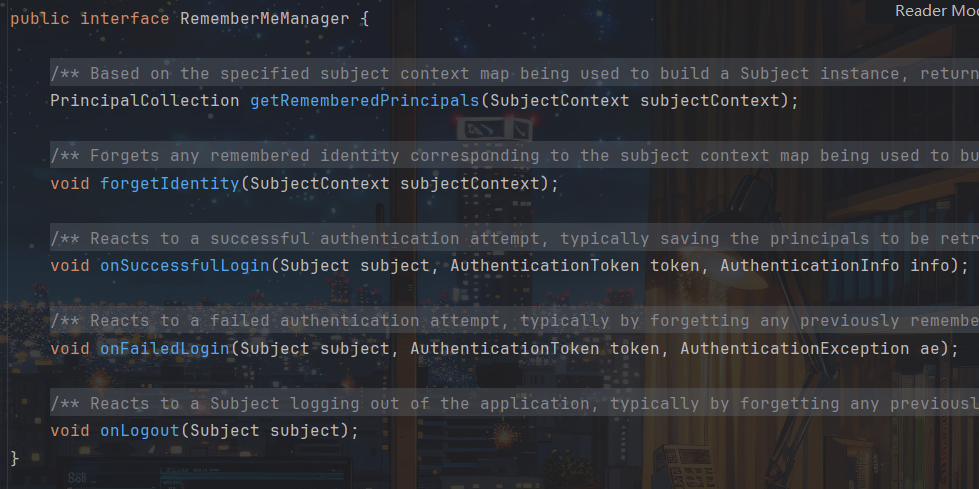 Reader Mo
public interface RememberMeManager {
/** Based on the specified subject context map being used to build a Subject instance, return
PrincipalCollection getRememberedPrincipals(SubjectContext subjectContext);
/** Forgets any remembered identity corresponding to the subject context map being used to bu
void forgetIdentity(SubjectContext subjectContext);
/** Reacts to a successful authentication attempt, typically saving the principals to be retr
void onSuccessfulLogin(Subject subject, AuthenticationToken token, AuthenticationInfo info);
/** Reacts to a failed authentication attempt, typically by forgetting any previously remembe
void onFailedLogin(Subject subject, AuthenticationToken token, AuthenticationException ae);
/** Reacts to a Subject logging out of the application, typically by forgetting any previousl
void onLogout(Subject subject);
}